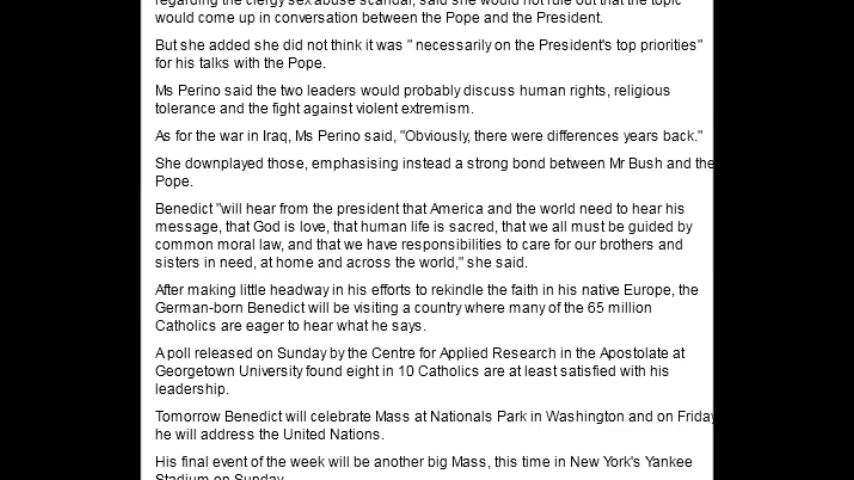 regarding the clergy sex abuse scandal, said she would not rule out that the topic
would come up in conversation between the Pope and the President.
But she added she did not think it was " necessarily on the President's top priorities"
for his talks with the Pope.
Ms Perino said the two leaders would probably discuss human rights, religious
tolerance and the fight against violent extremism.
As for the war in Iraq, Ms Perino said, "Obviously, there were differences years back."
She downplayed those, emphasising instead a strong bond between Mr Bush and the
Pope.
Benedict "will hear from the president that America and the world need to hear his
message, that God is love, that human life is sacred, that we all must be guided by
common moral law, and that we have responsibilities to care for our brothers and
sisters in need, at home and across the world," she said.
After making little headway in his efforts to rekindle the faith in his native Europe, the
German-born Benedict will be visiting a country where many of the 65 million
Catholics are eager to hear what he says.
A poll released on Sunday by the Centre for Applied Research in the Apostolate at
Georgetown University found eight in 10 Catholics are at least satisfied with his
leadership.
Tomorrow Benedict will celebrate Mass at Nationals Park in Washington and on Friday
he will address the United Nations.
His final event of the week will be another big Mass, this time in New York's Yankee
Stadium on Sunday